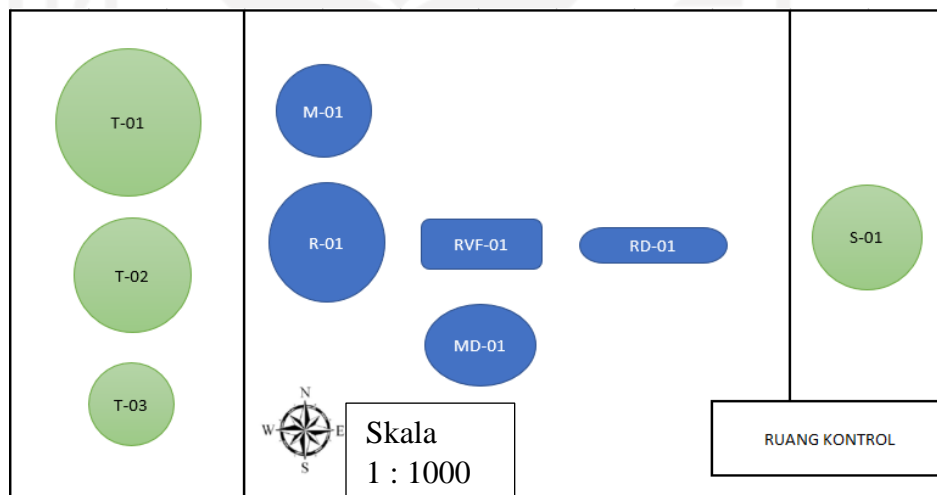 T-01
M-01
R-01
RVF-01
RD-01
S-01
T-02
MD-01
T-03
N
W E
S
Skala
1 : 1000
RUANG KONTROL